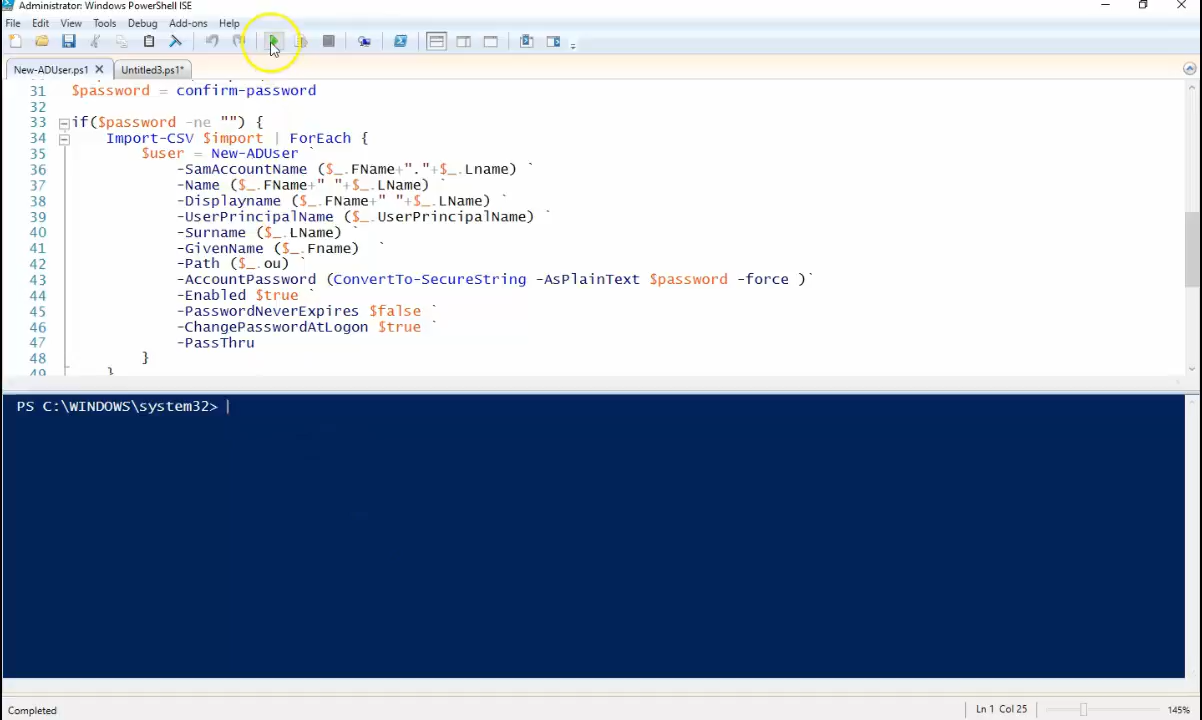 Administrator: Windows PowerShell ISE
File Edit View Tools Debug Add-ons Help
New-ADUser.ps1 Untitled3.ps1*
31 $password = confirm-password
32
33 if($password -ne "") {
34 Import-CSV $import | ForEach {
35 $user = New-ADUser `
36 -SamAccountName ($_.FName+"."+$_.Lname) `
37 -Name ($_.FName+" "+$_.LName) `
38 -Displayname ($_.FName+" "+$_.LName) `
39 -UserPrincipalName ($_.UserPrincipalName) `
40 -Surname ($_.LName) `
41 -GivenName ($_.Fname) `
42 -Path ($_.ou) `
43 -AccountPassword (ConvertTo-SecureString -AsPlainText $password -force )`
44 -Enabled $true `
45 -PasswordNeverExpires $false `
46 -ChangePasswordAtLogon $true `
47 -PassThru
48 }
49 }
PS C:\WINDOWS\system32>
Completed Ln 1 Col 25 145%